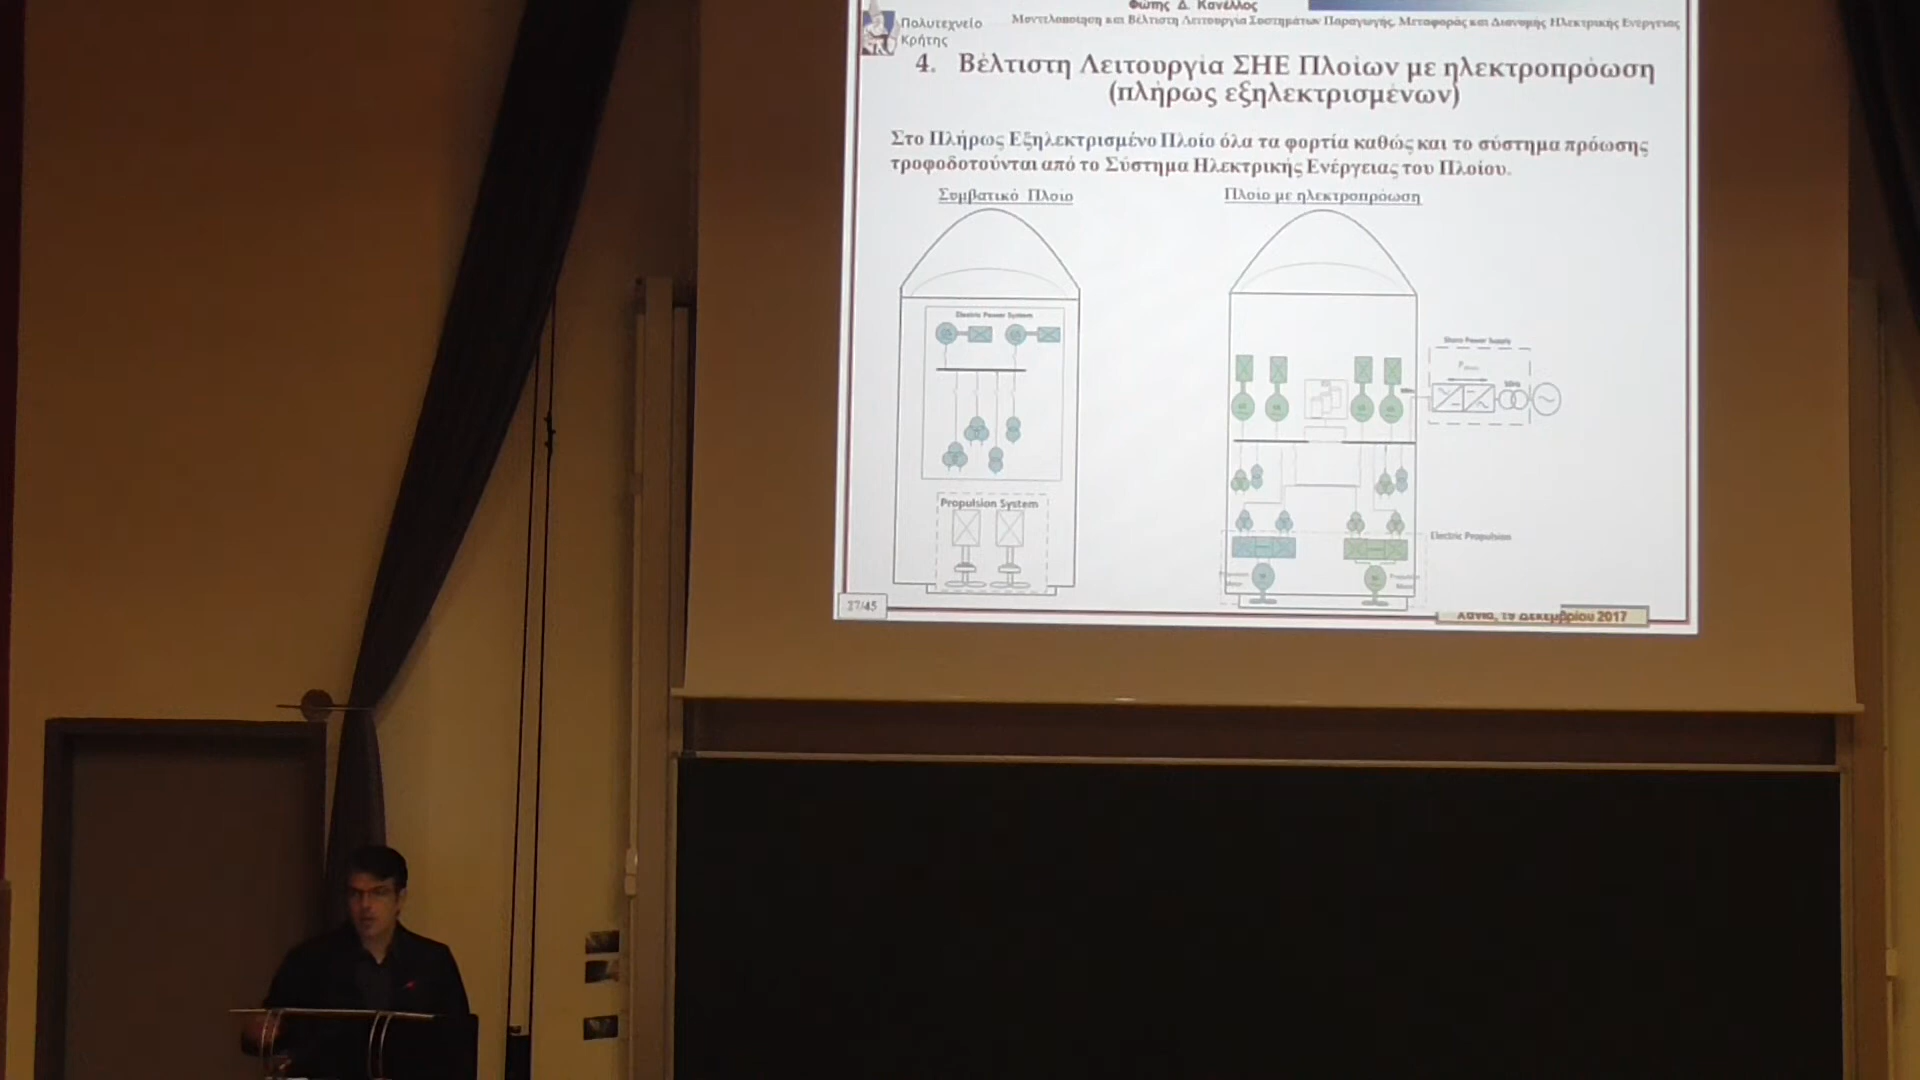 Φώτης Δ. Κανέλλος
Πολυτεχνείο
Κρήτης
Μοντελοποίηση και Βέλτιστη Λειτουργία Συστημάτων Παραγωγής, Μεταφοράς και Διανομής Ηλεκτρικής Ενέργειας
4. Βέλτιστη Λειτουργία ΣΗΕ Πλοίων με ηλεκτροπρόωση
(πλήρως εξηλεκτρισμένων)
Στο Πλήρως Εξηλεκτρισμένο Πλοίο όλα τα φορτία καθώς και το σύστημα πρόωσης
τροφοδοτούνται από το Σύστημα Ηλεκτρικής Ενέργειας του Πλοίου.
Συμβατικό Πλοίο
Πλοίο με ηλεκτροπρόωση
Electric Power System
Propulsion System
Shore Power Supply
Electric Propulsion
Propulsion
Motor
27/45
Χανιά, 19 Δεκεμβρίου 2017